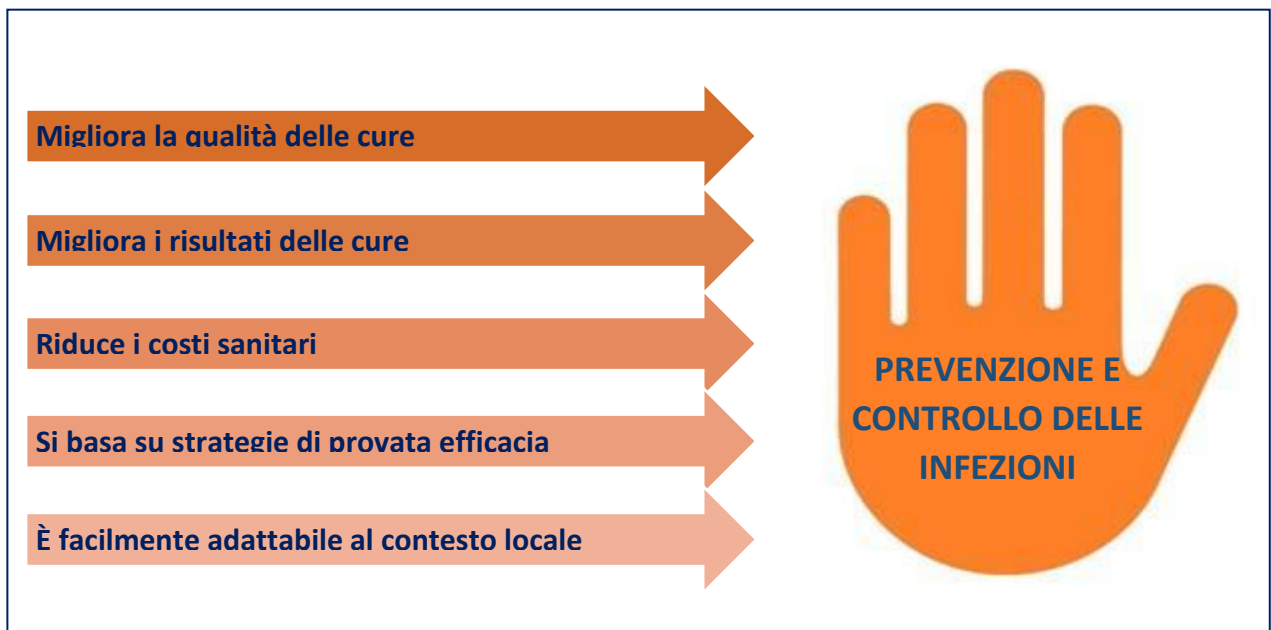 Migliora la qualità delle cure
Migliora i risultati delle cure
Riduce i costi sanitari
Si basa su strategie di provata efficacia
È facilmente adattabile al contesto locale
PREVENZIONE E
CONTROLLO DELLE
INFEZIONI